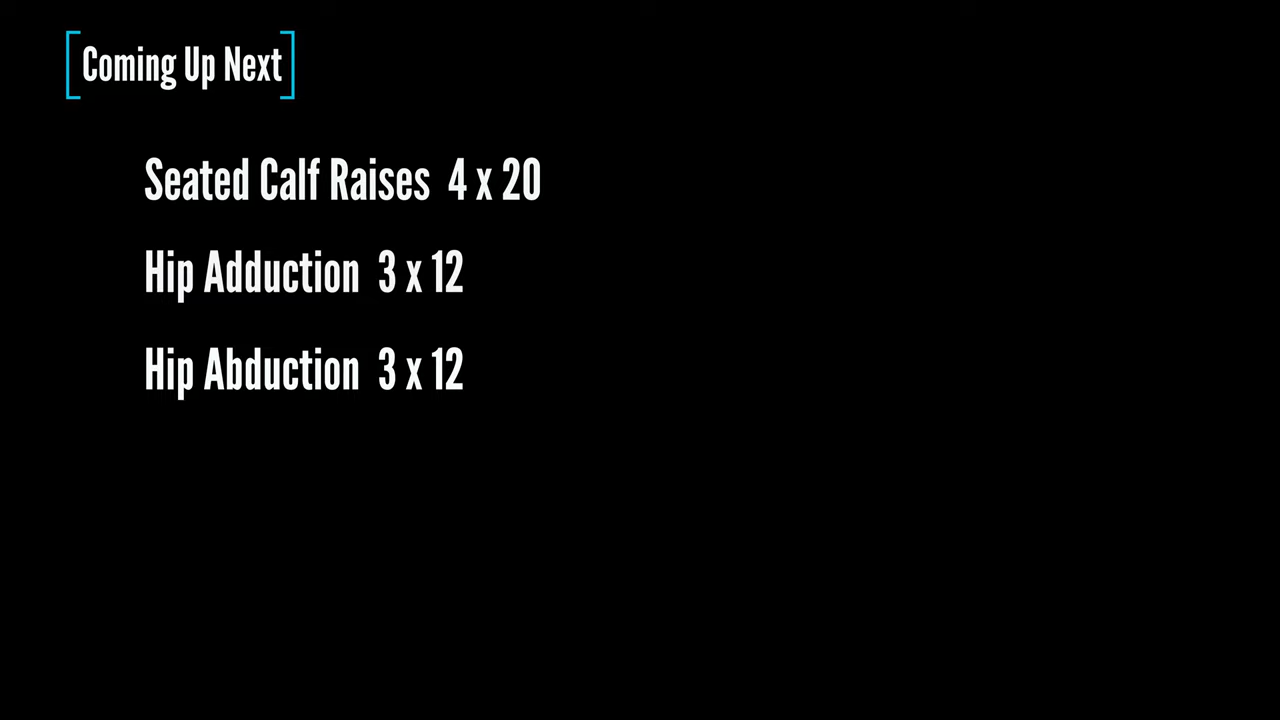 Coming Up Next
Seated Calf Raises 4 x 20
Hip Adduction 3 x 12
Hip Abduction 3 x 12